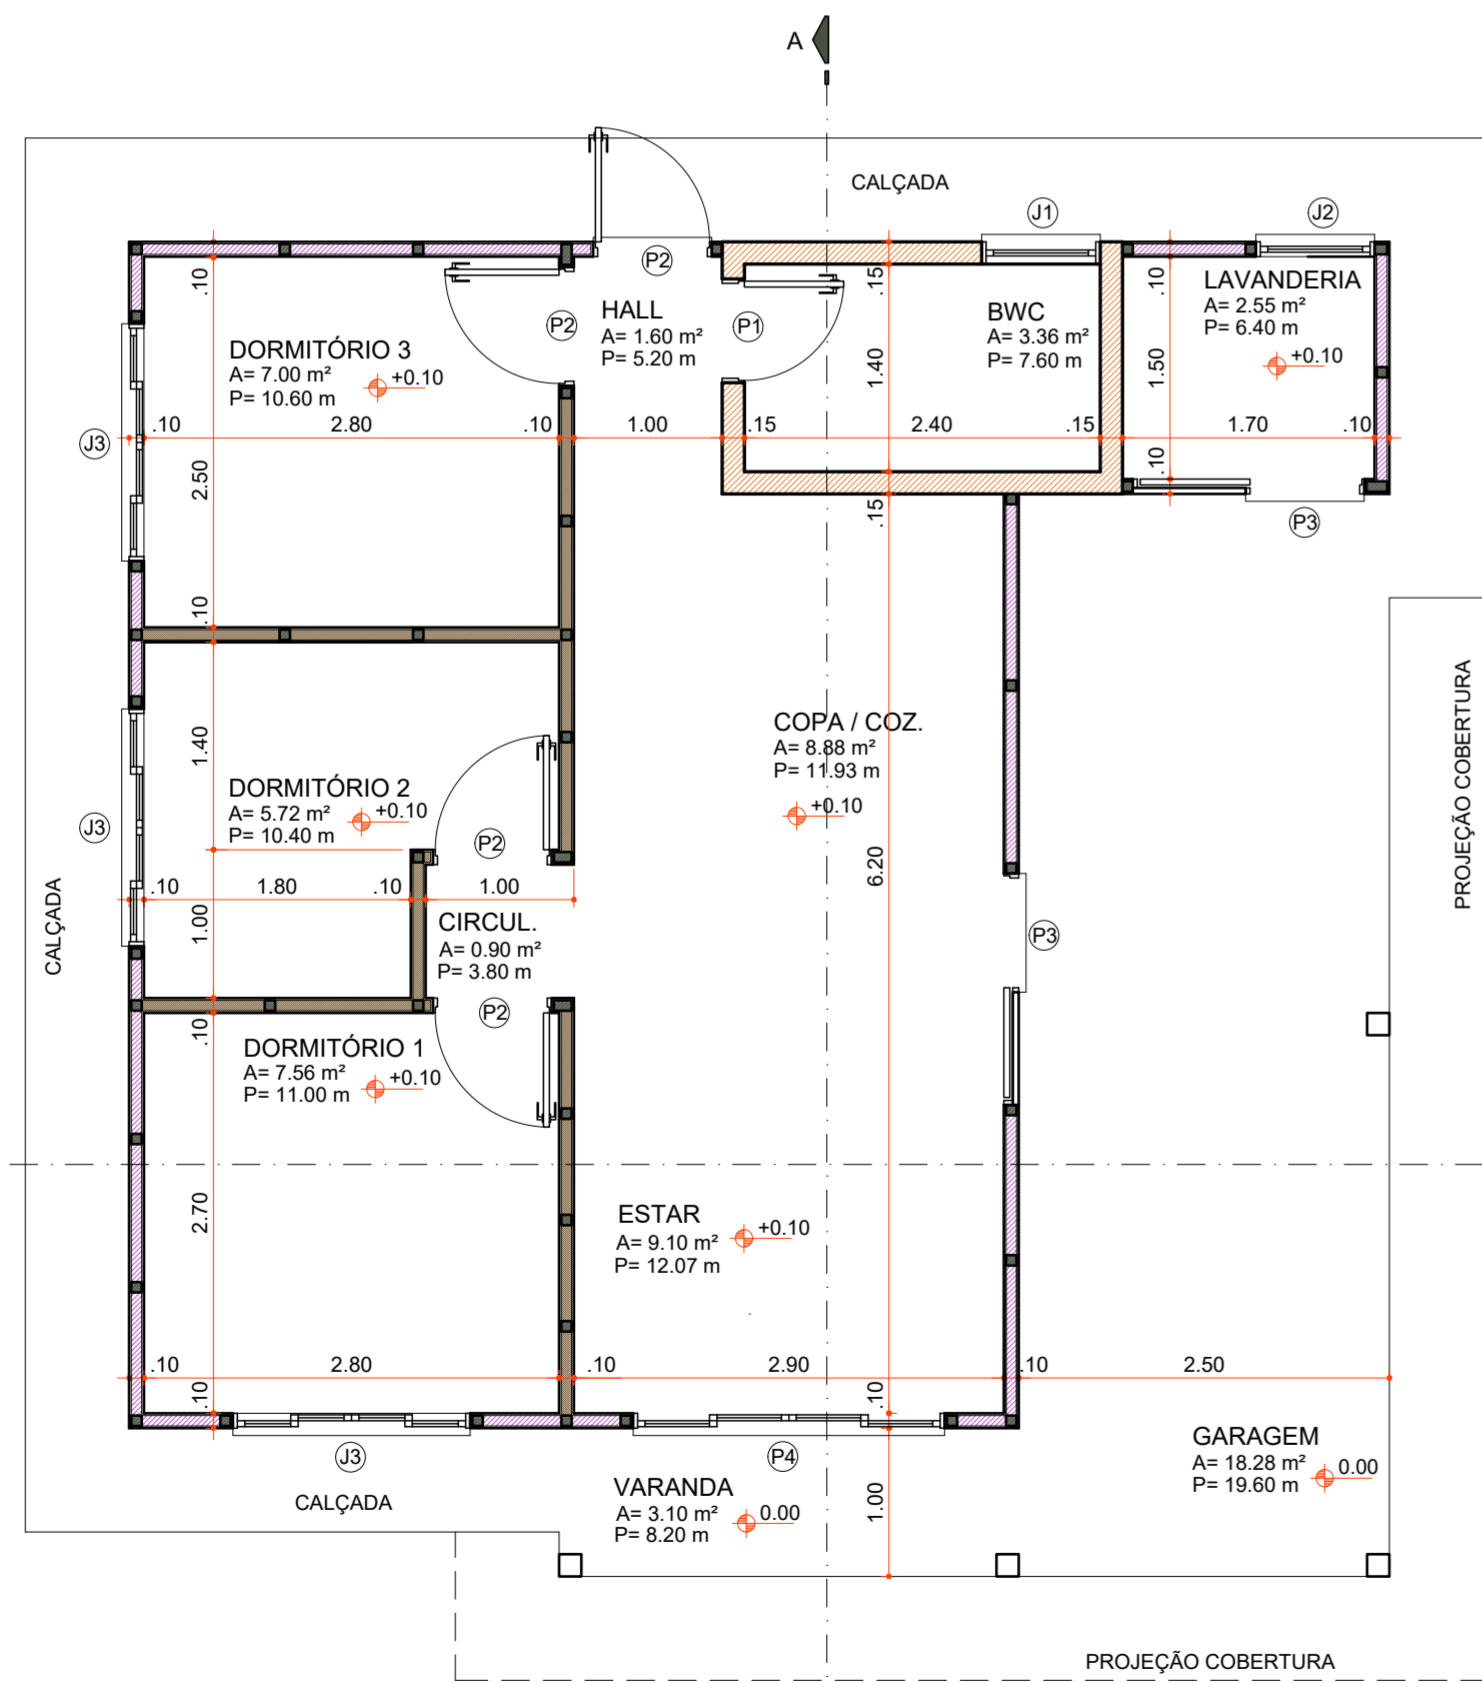 A
CALÇADA
J1
J2
P2
.10
.15
.10
LAVANDERIA
A= 2.55 m²
P= 6.40 m
+0.10
HALL
A= 1.60 m²
P= 5.20 m
P2
P1
BWC
A= 3.36 m²
P= 7.60 m
DORMITÓRIO 3
A= 7.00 m²
P= 10.60 m
+0.10
1.40
1.50
J3
.10
2.80
.10
1.00
.15
2.40
.15
1.70
.10
2.50
.10
.15
P3
.10
PROJEÇÃO COBERTURA
1.40
COPA / COZ.
A= 8.88 m²
P= 11.93 m
+0.10
DORMITÓRIO 2
A= 5.72 m²
P= 10.40 m
+0.10
J3
P2
6.20
.10
1.80
.10
1.00
CALÇADA
1.00
CIRCUL.
A= 0.90 m²
P= 3.80 m
P3
P2
.10
DORMITÓRIO 1
A= 7.56 m²
P= 11.00 m
+0.10
2.70
ESTAR
A= 9.10 m²
P= 12.07 m
+0.10
.10
2.80
.10
2.90
.10
2.50
.10
.10
J3
P4
GARAGEM
A= 18.28 m²
P= 19.60 m
0.00
CALÇADA
VARANDA
A= 3.10 m²
P= 8.20 m
0.00
1.00
PROJEÇÃO COBERTURA